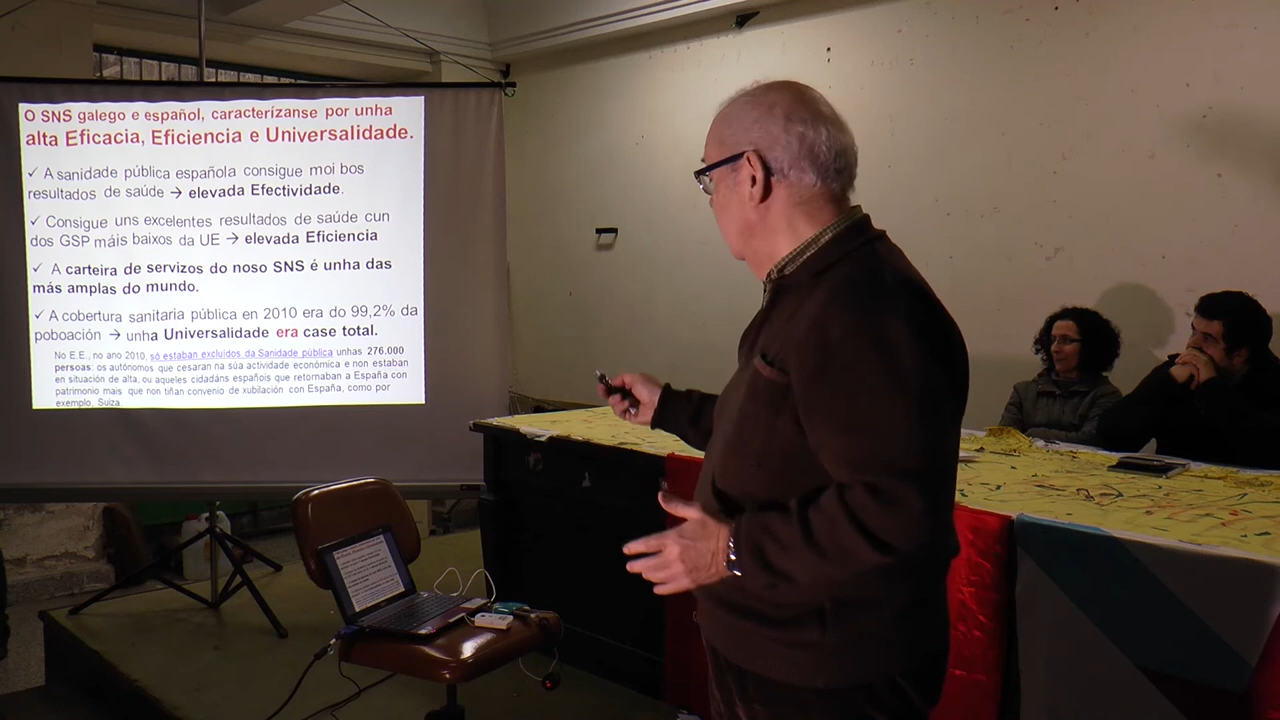 O SNS galego e español, caracterízanse por unha
alta Eficacia, Eficiencia e Universalidade.
✓ A sanidade pública española consigue moi bos
resultados de saúde → elevada Efectividade.
✓ Consigue uns excelentes resultados de saúde cun
dos GSP máis baixos da UE → elevada Eficiencia
✓ A carteira de servizos do noso SNS é unha das
más amplas do mundo.
✓ A cobertura sanitaria pública en 2010 era do 99,2% da
poboación → unha Universalidade era case total.
No E.E., no ano 2010, só estaban excluídos da Sanidade pública unhas 276.000
persoas: os autónomos que cesaran na súa actividade económica e non estaban
en situación de alta, ou aqueles cidadáns españois que retornaban a España con
patrimonio mais que non tiñan convenio de xubilación con España, como por
exemplo, Suiza.